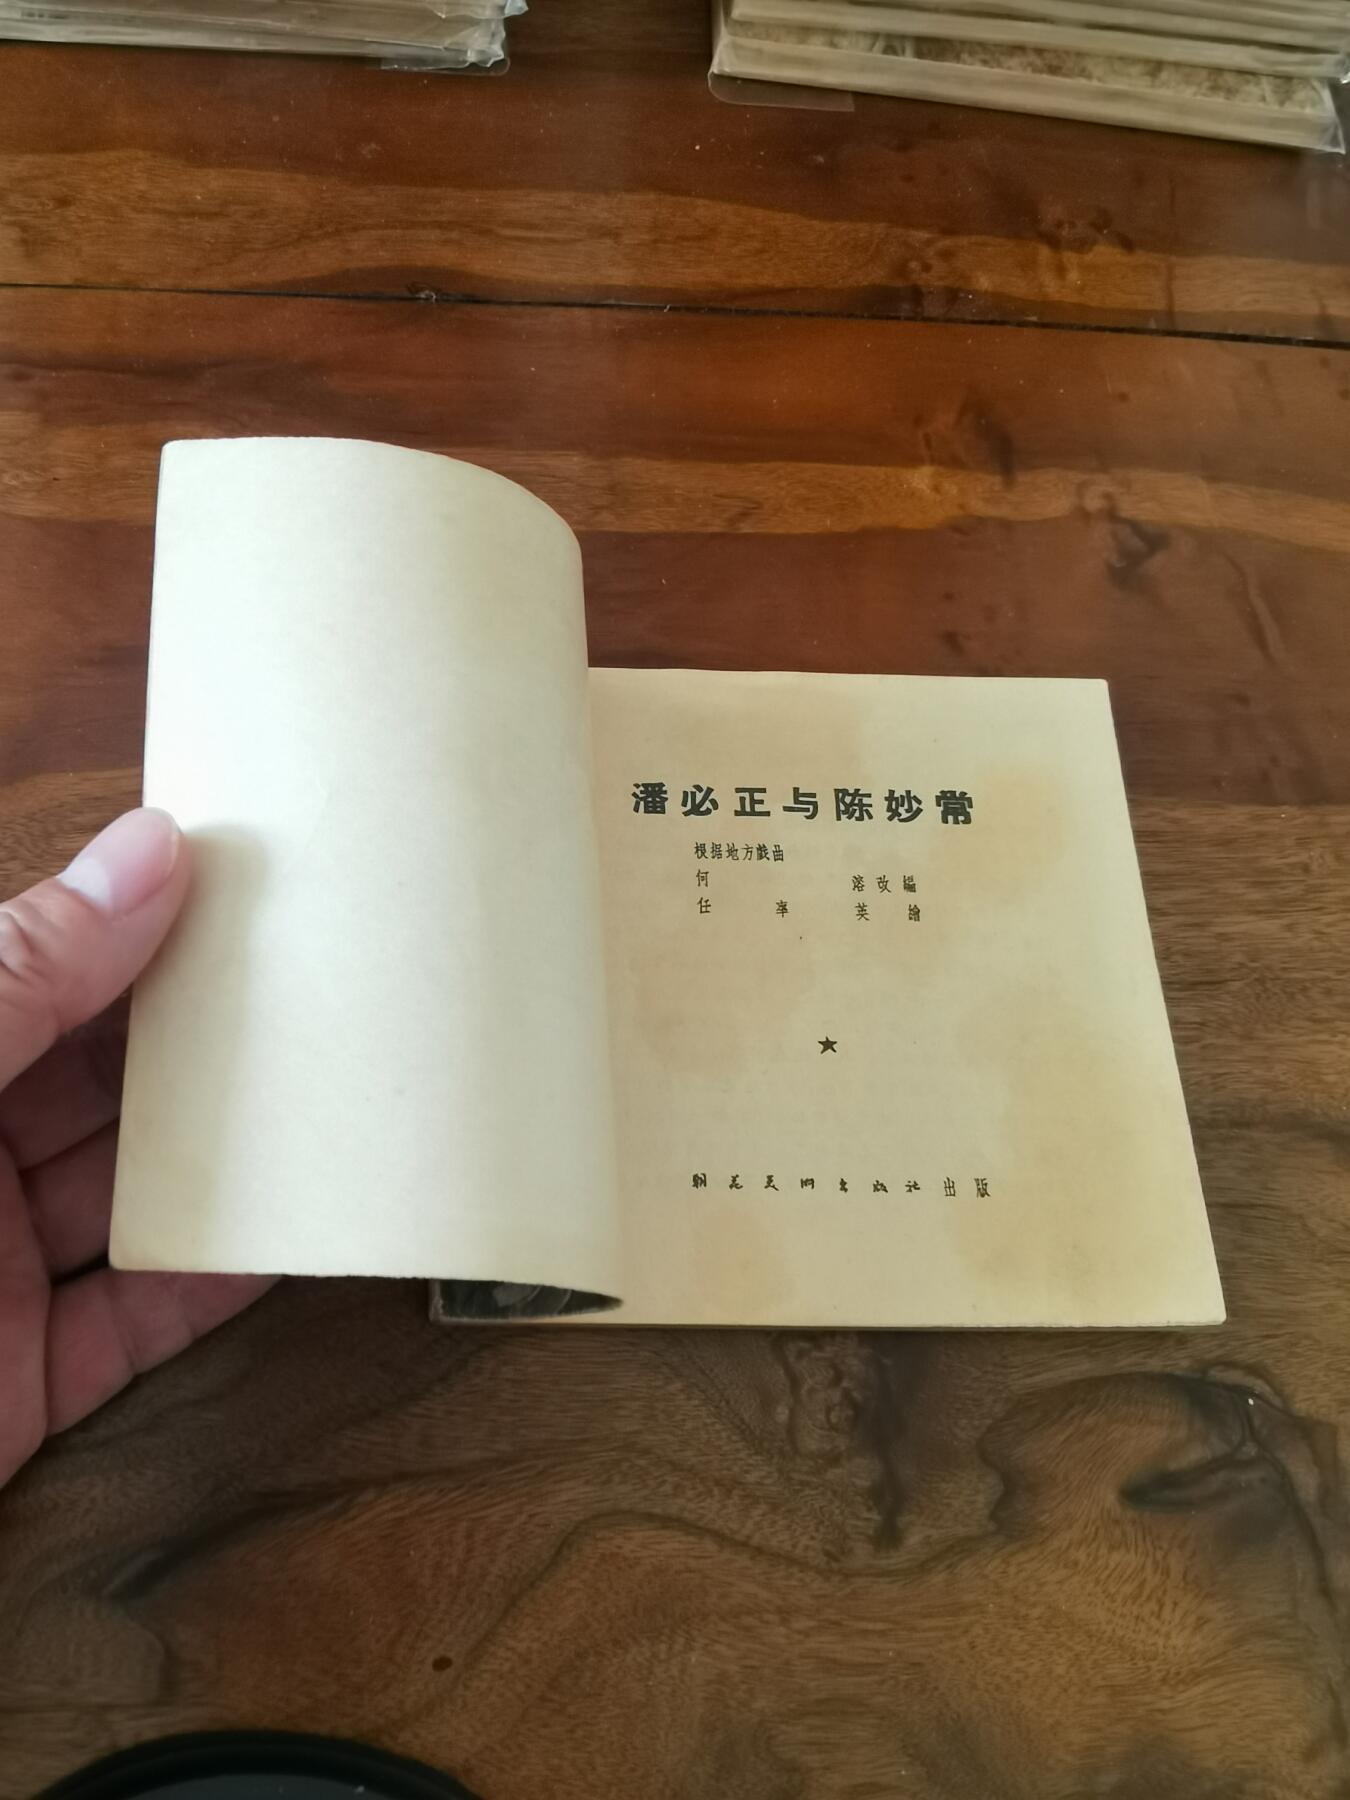 潘必正与陈妙常
根据地方戲曲
何溶改編
任率英繪
★
朝花美术出版社出版